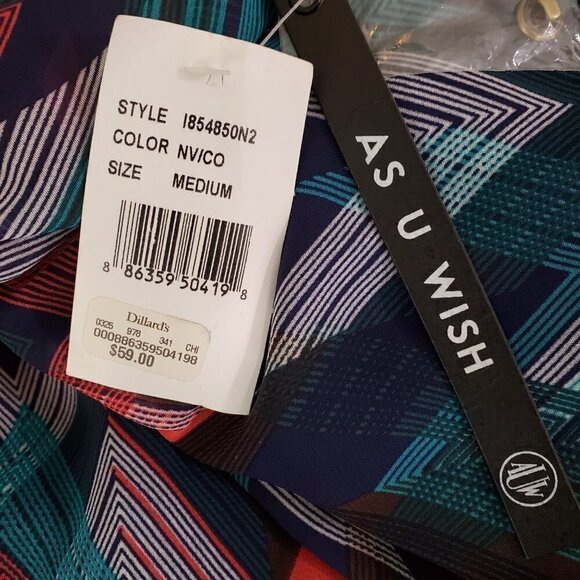 STYLE I854850N2
COLOR NV/CO
SIZE MEDIUM
8 86359 50419 8
Dillard's
0325 978 341 CHI
000886359504198
$59.00
AS U WISH
AUW